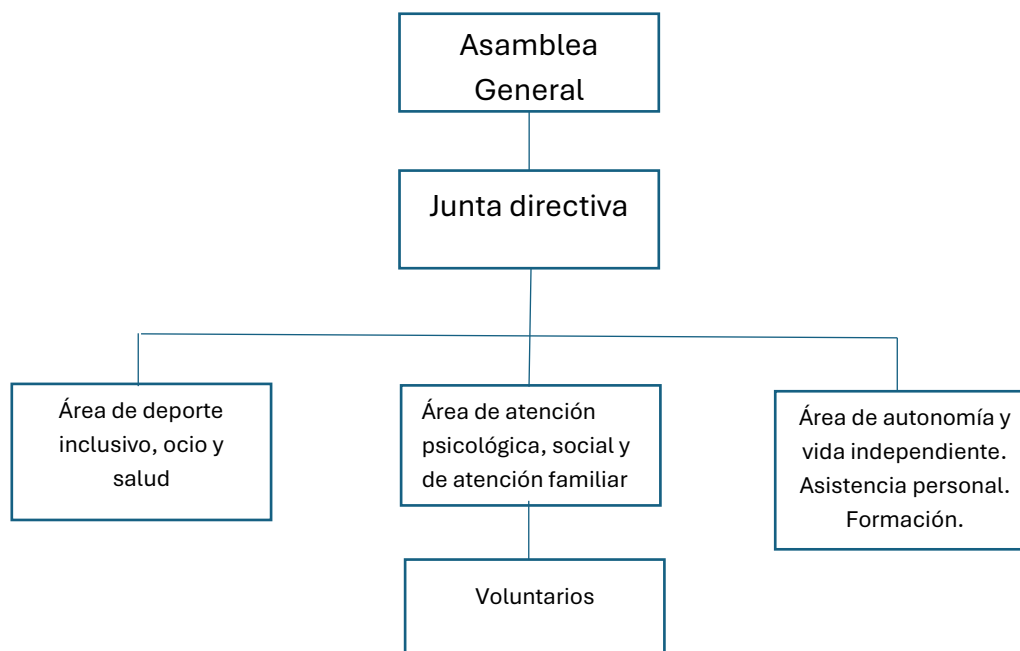 Asamblea
General
Junta directiva
Área de deporte
inclusivo, ocio y
salud
Área de atención
psicológica, social y
de atención familiar
Área de autonomía y
vida independiente.
Asistencia personal.
Formación.
Voluntarios